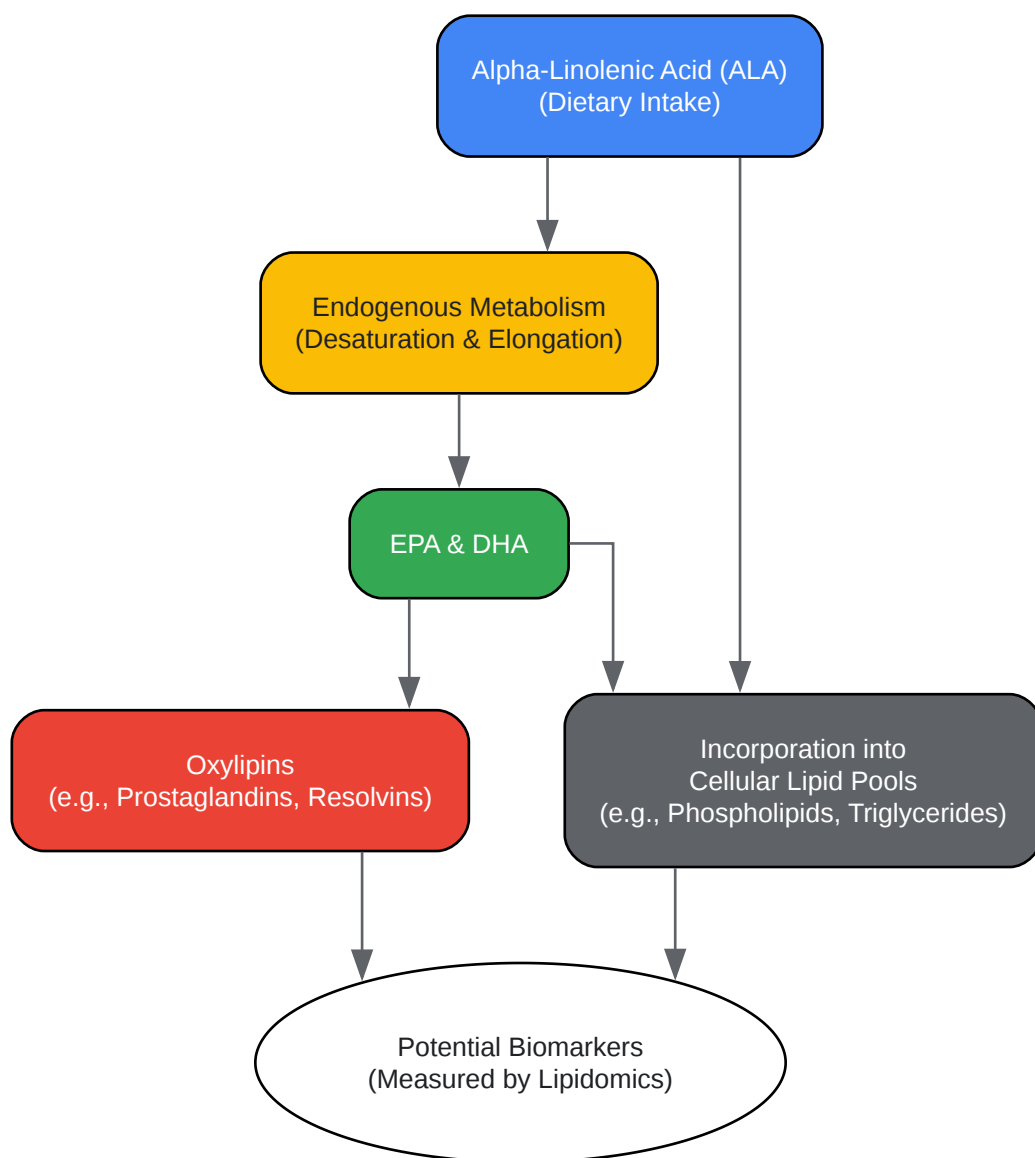 Alpha-Linolenic Acid (ALA)
(Dietary Intake)
Endogenous Metabolism
(Desaturation & Elongation)
EPA & DHA
Oxylipins
(e.g., Prostaglandins, Resolvins)
Incorporation into
Cellular Lipid Pools
(e.g., Phospholipids, Triglycerides)
Potential Biomarkers
(Measured by Lipidomics)